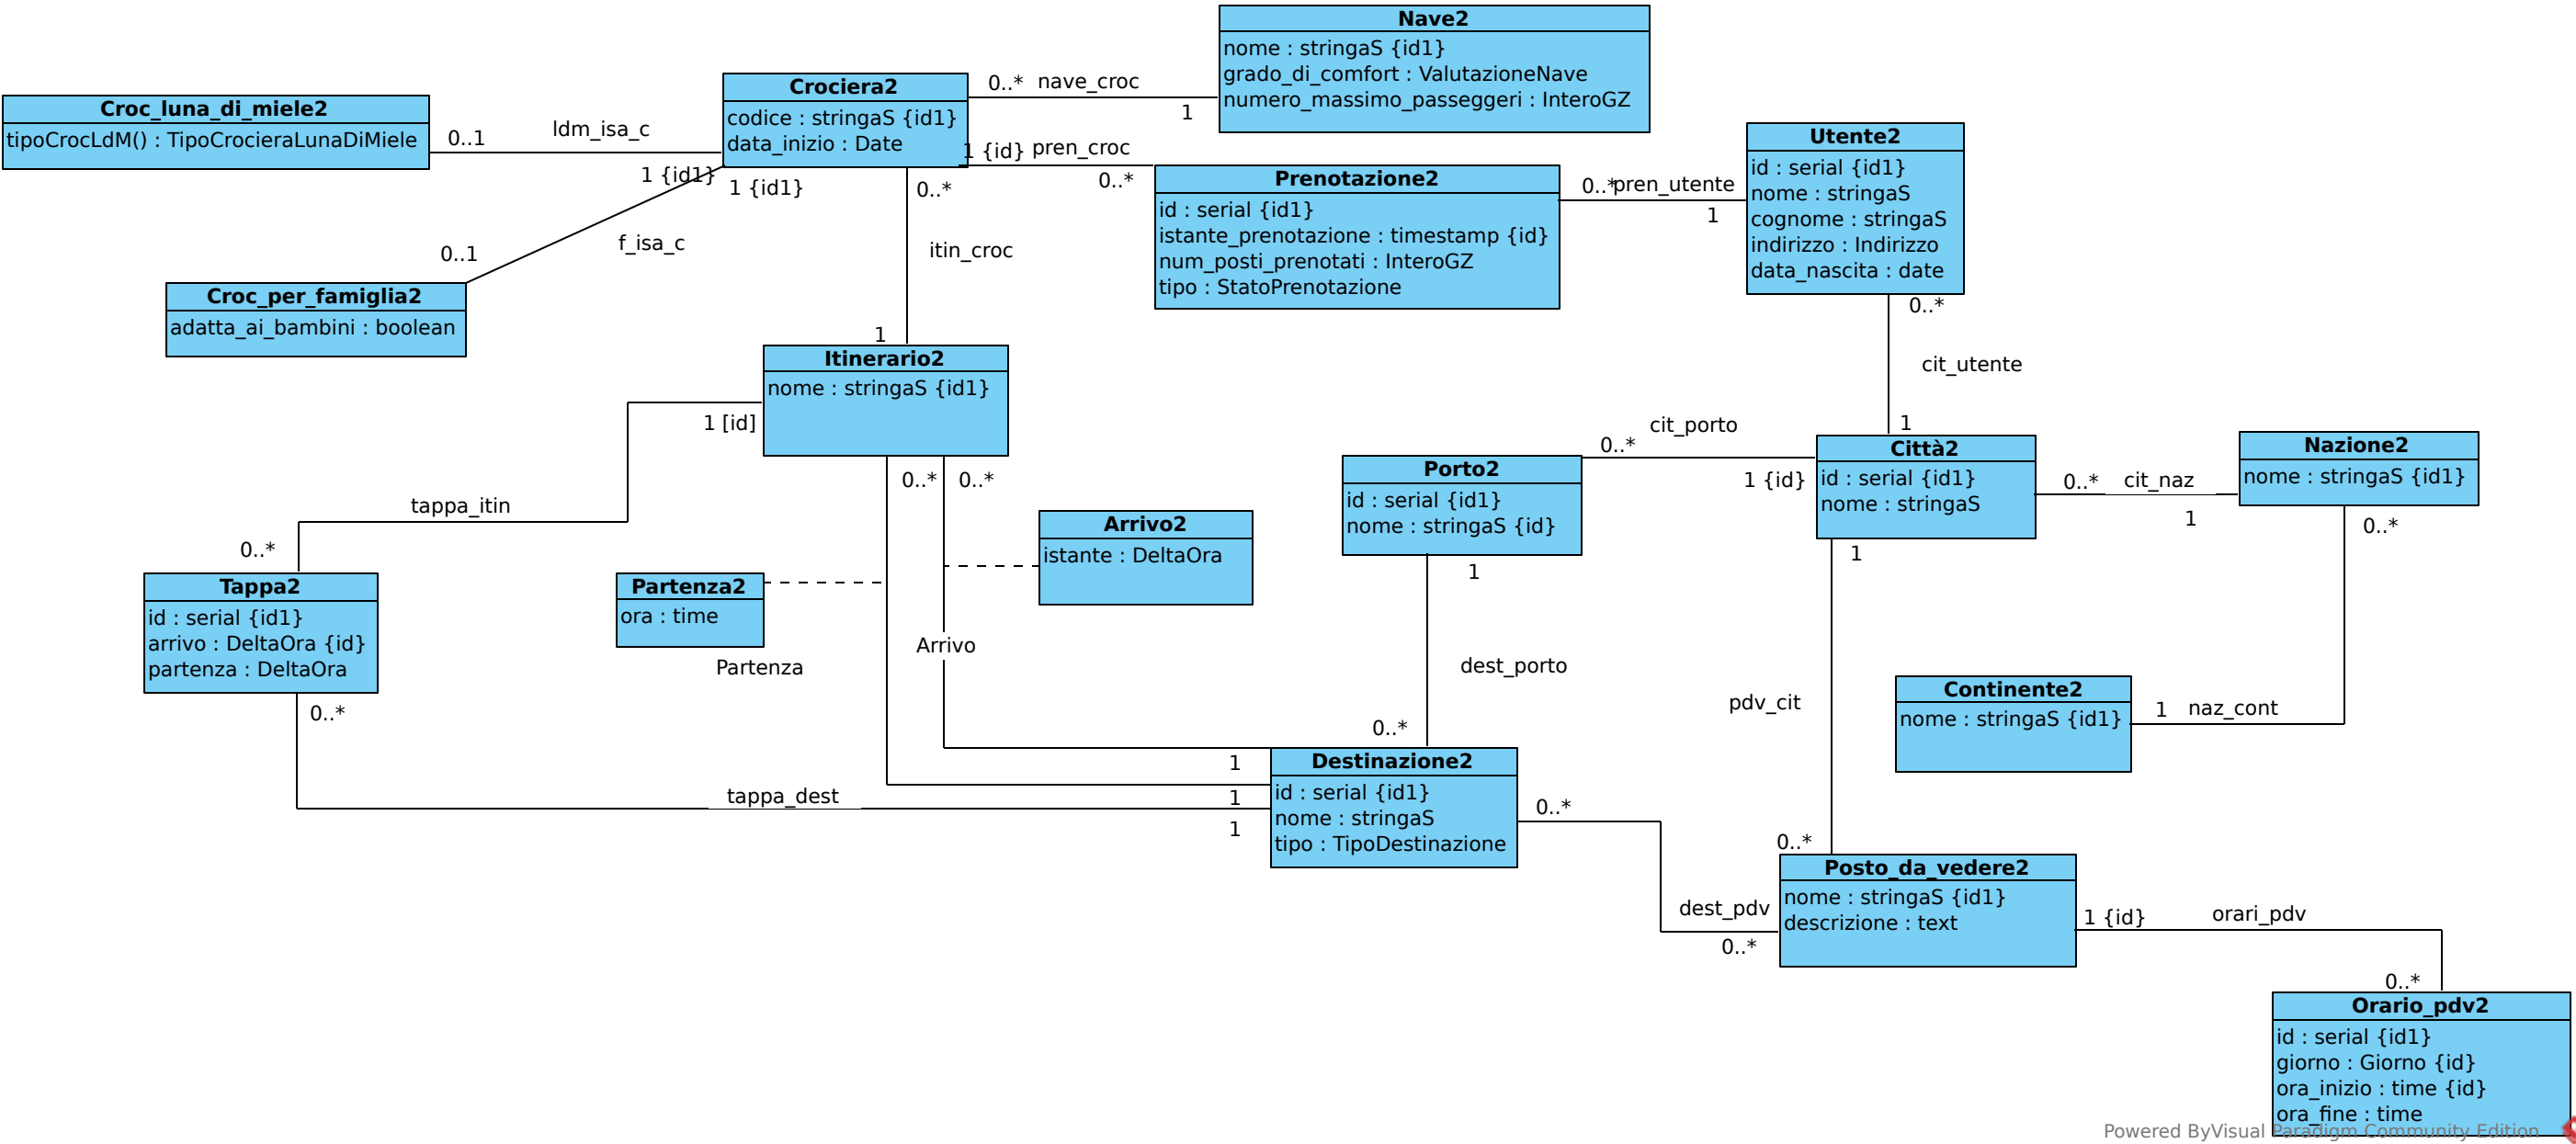 Nave2
nome : stringaS {id1}
grado_di_comfort : ValutazioneNave
numero_massimo_passeggeri : InteroGZ
Crociera2
codice : stringaS {id1}
data_inizio : Date
0..* nave_croc
1
Croc_luna_di_miele2
tipoCrocLdM() : TipoCrocieraLunaDiMiele
0..1
ldm_isa_c
1 {id1}
1 {id1}
1 {id} pren_croc
0..*
0..*
Utente2
id : serial {id1}
nome : stringaS
cognome : stringaS
indirizzo : Indirizzo
data_nascita : date
Prenotazione2
id : serial {id1}
istante_prenotazione : timestamp {id}
num_posti_prenotati : InteroGZ
tipo : StatoPrenotazione
0..*
pren_utente
1
0..1
f_isa_c
itin_croc
Croc_per_famiglia2
adatta_ai_bambini : boolean
0..*
cit_utente
1
1
Itinerario2
nome : stringaS {id1}
1 [id]
0..*
0..*
tappa_itin
0..*
cit_porto
0..*
1 {id}
Porto2
id : serial {id1}
nome : stringaS {id}
1
Città2
id : serial {id1}
nome : stringaS
1
0..* cit_naz
1
Nazione2
nome : stringaS {id1}
0..*
Arrivo2
istante : DeltaOra
Partenza2
ora : time
Partenza
Arrivo
Tappa2
id : serial {id1}
arrivo : DeltaOra {id}
partenza : DeltaOra
0..*
dest_porto
0..*
pdv_cit
Continente2
nome : stringaS {id1}
1 naz_cont
tappa_dest
1
1
1
Destinazione2
id : serial {id1}
nome : stringaS
tipo : TipoDestinazione
0..*
dest_pdv
0..*
0..*
Posto_da_vedere2
nome : stringaS {id1}
descrizione : text
1 {id}
orari_pdv
0..*
Orario_pdv2
id : serial {id1}
giorno : Giorno {id}
ora_inizio : time {id}
ora_fine : time
Powered ByVisual Paradigm Community Edition